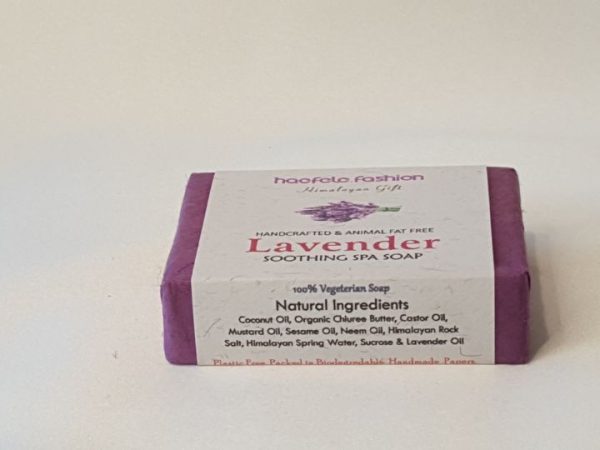 haefele.fashion
Himalayan Gift
HANDCRAFTED & ANIMAL FAT FREE
Lavender
SOOTHING SPA SOAP
100% Vegeterian Soap
Natural Ingredients
Coconut Oil, Organic Chiuree Butter, Castor Oil,
Mustard Oil, Sesame Oil, Neem Oil, Himalayan Rock
Salt, Himalayan Spring Water, Sucrose & Lavender Oil
Plastic Free Packed in Biodegradable Handmade Papers